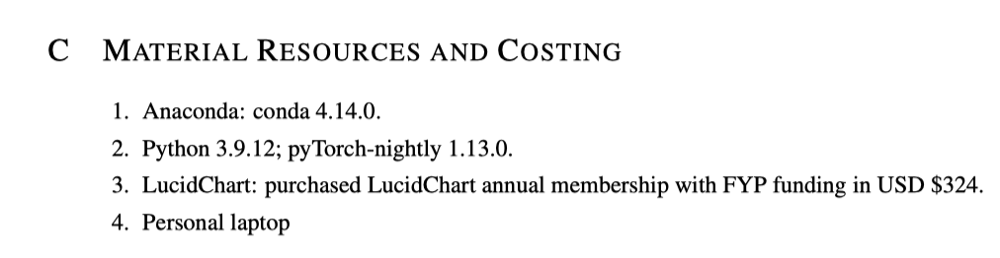 C MATERIAL RESOURCES AND COSTING
1. Anaconda: conda 4.14.0.
2. Python 3.9.12; pyTorch-nightly 1.13.0.
3. LucidChart: purchased LucidChart annual membership with FYP funding in USD $324.
4. Personal laptop